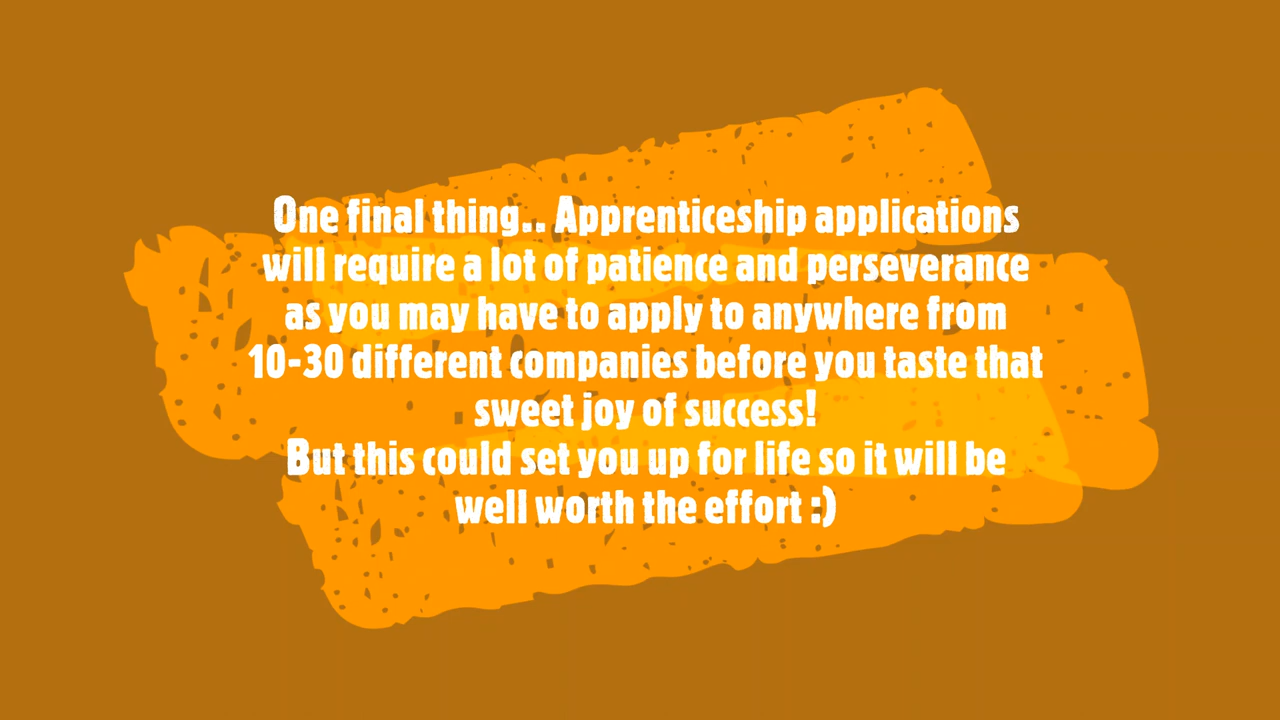 One final thing.. Apprenticeship applications
will require a lot of patience and perseverance
as you may have to apply to anywhere from
10-30 different companies before you taste that
sweet joy of success!
But this could set you up for life so it will be
well worth the effort :)